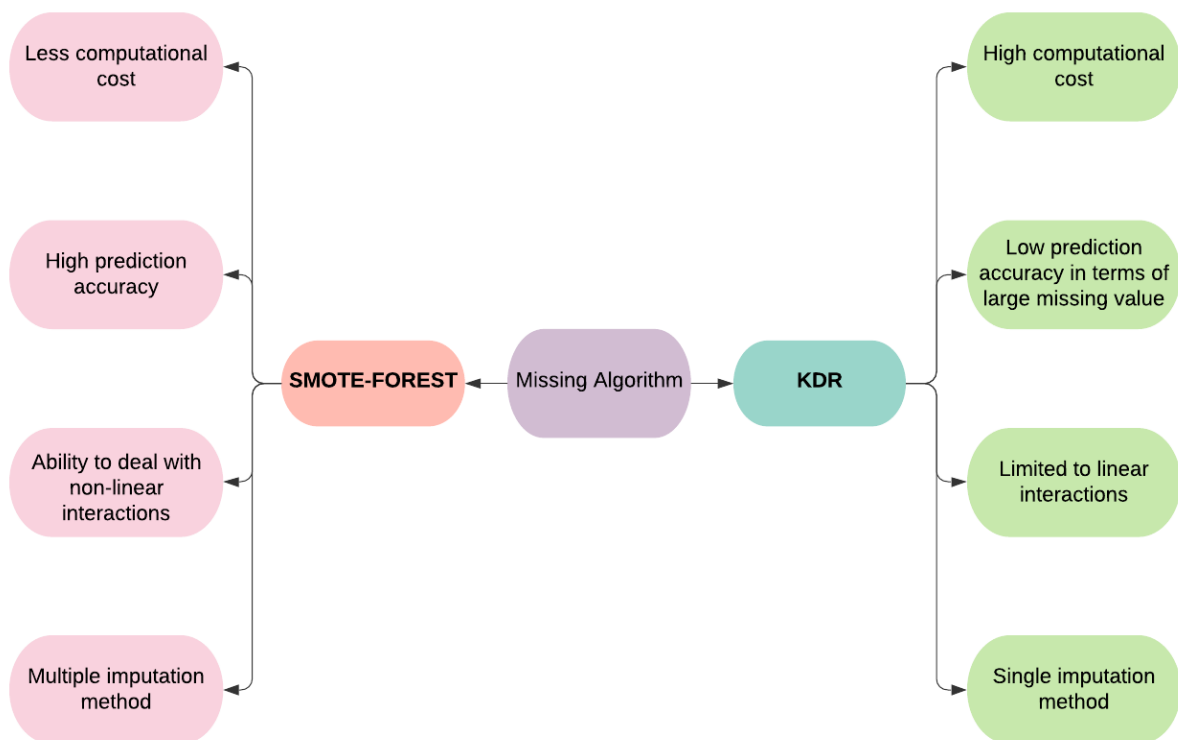 Less computational
cost
High prediction
accuracy
Ability to deal with
non-linear
interactions
Multiple imputation
method
SMOTE-FOREST
Missing Algorithm
KDR
High computational
cost
Low prediction
accuracy in terms of
large missing value
Limited to linear
interactions
Single imputation
method